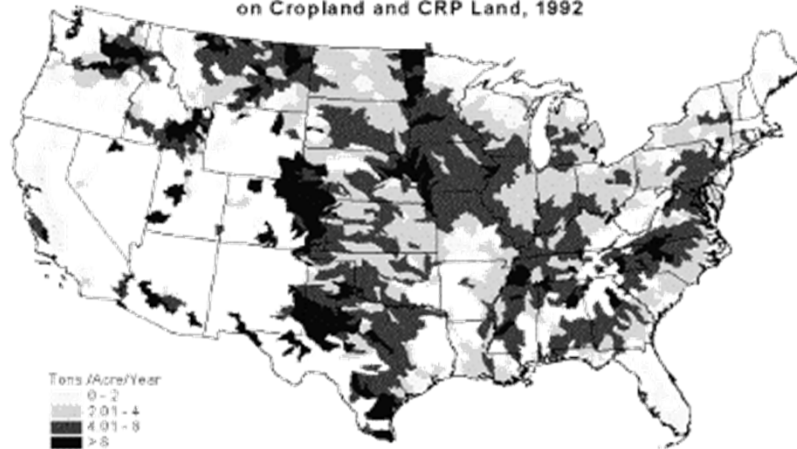 on Cropland and CRP Land, 1992
Tons /Acre/Year
0 - 2
2.01 - 4
4.01 - 8
>8